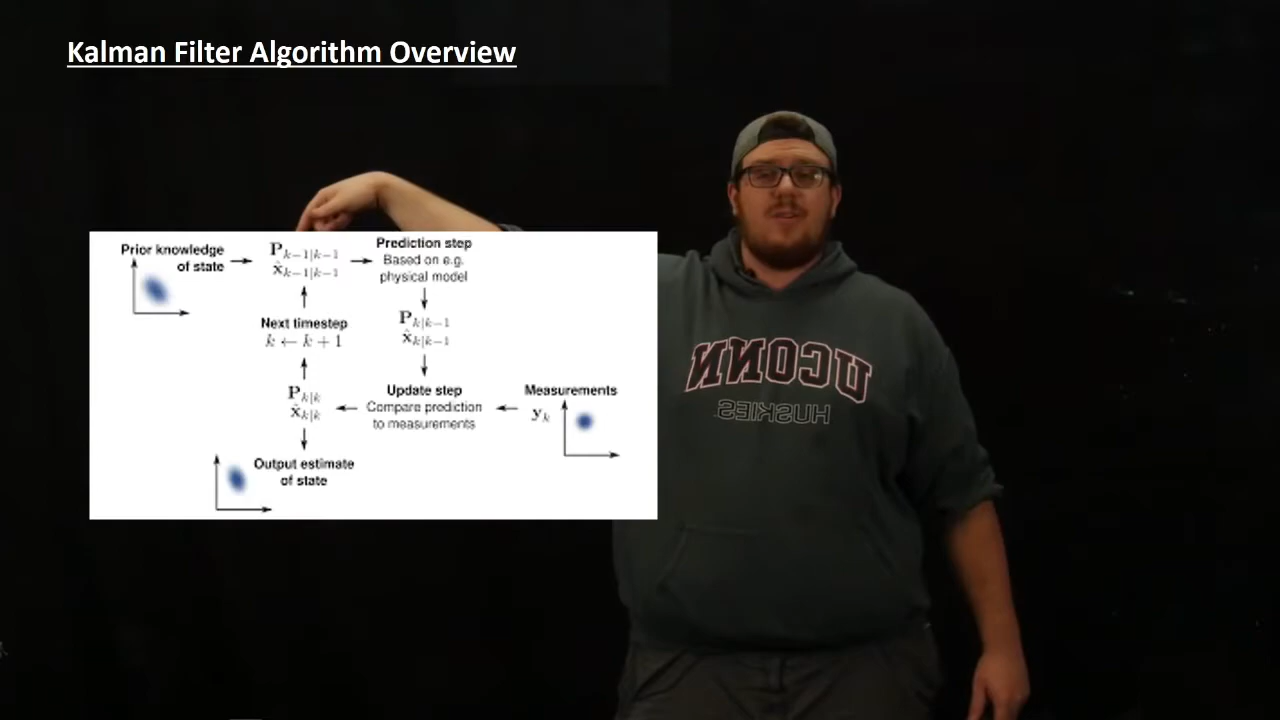 Kalman Filter Algorithm Overview
Prior knowledge
of state
P_{k-1|k-1}
x̂_{k-1|k-1}
Prediction step
Based on e.g.
physical model
Next timestep
k ← k + 1
P_{k|k-1}
x̂_{k|k-1}
P_{k|k}
x̂_{k|k}
Update step
Compare prediction
to measurements
Measurements
y_k
Output estimate
of state
UCONN
HUSKIES